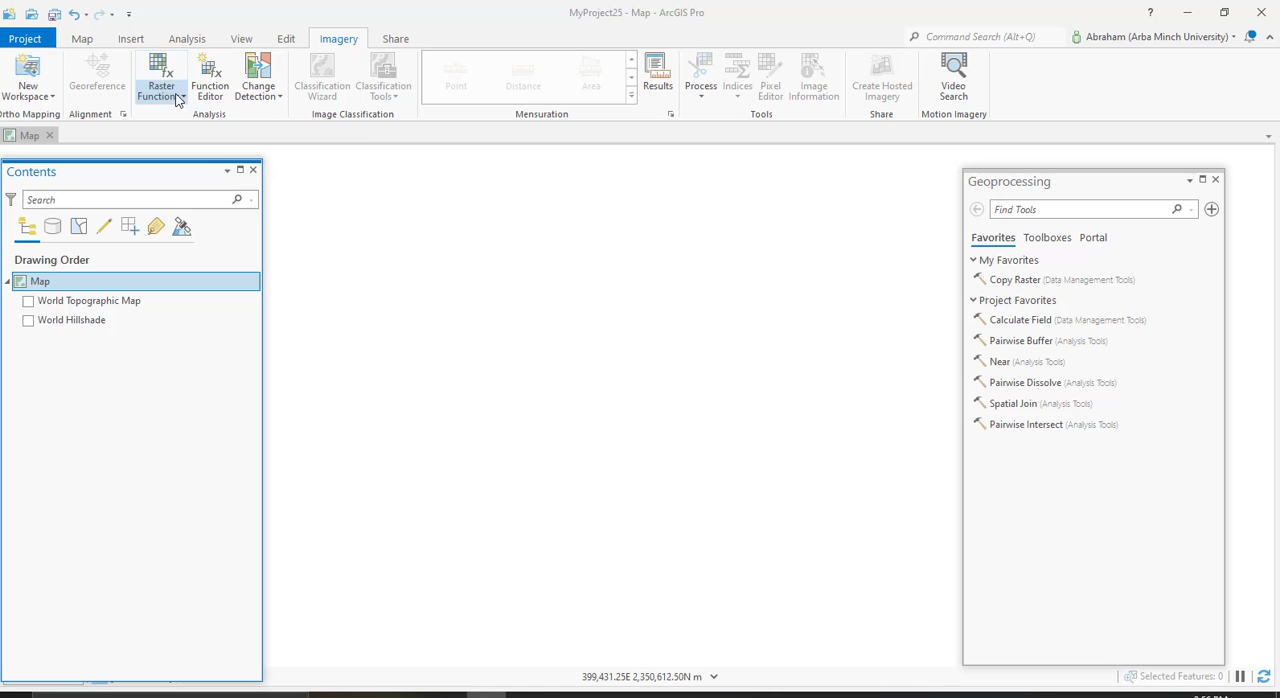 MyProject25 - Map - ArcGIS Pro
?
Project Map Insert Analysis View Edit Imagery Share
Command Search (Alt+Q)
Abraham (Arba Minch University)
New Workspace
Georeference
Raster Functions
Function Editor
Change Detection
Classification Wizard
Classification Tools
Point
Distance
Area
Results
Process
Indices
Pixel Editor
Image Information
Create Hosted Imagery
Video Search
Ortho Mapping
Alignment
Analysis
Image Classification
Mensuration
Tools
Share
Motion Imagery
Map
Contents
Search
Drawing Order
Map
World Topographic Map
World Hillshade
Geoprocessing
Find Tools
Favorites Toolboxes Portal
My Favorites
Copy Raster (Data Management Tools)
Project Favorites
Calculate Field (Data Management Tools)
Pairwise Buffer (Analysis Tools)
Near (Analysis Tools)
Pairwise Dissolve (Analysis Tools)
Spatial Join (Analysis Tools)
Pairwise Intersect (Analysis Tools)
399,431.25E 2,350,612.50N m
Selected Features: 0